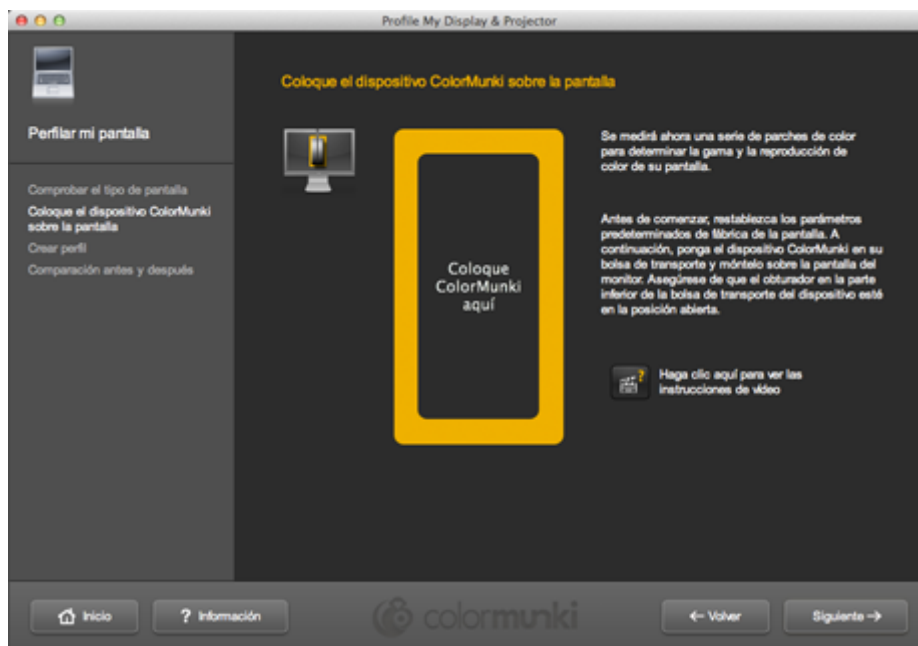 Profile My Display & Projector
Perfilar mi pantalla
Comprobar el tipo de pantalla
Coloque el dispositivo ColorMunki
sobre la pantalla
Crear perfil
Comparación antes y después
Coloque el dispositivo ColorMunki sobre la pantalla
Coloque
ColorMunki
aquí
Se medirá ahora una serie de parches de color
para determinar la gama y la reproducción de
color de su pantalla.
Antes de comenzar, restablezca los parámetros
predeterminados de fábrica de la pantalla. A
continuación, ponga el dispositivo ColorMunki en su
bolsa de transporte y móntelo sobre la pantalla del
monitor. Asegúrese de que el obturador en la parte
inferior de la bolsa de transporte del dispositivo esté
en la posición abierta.
?
Haga clic aquí para ver las
instrucciones de vídeo
Inicio
? Información
colormunki
← Volver
Siguiente →